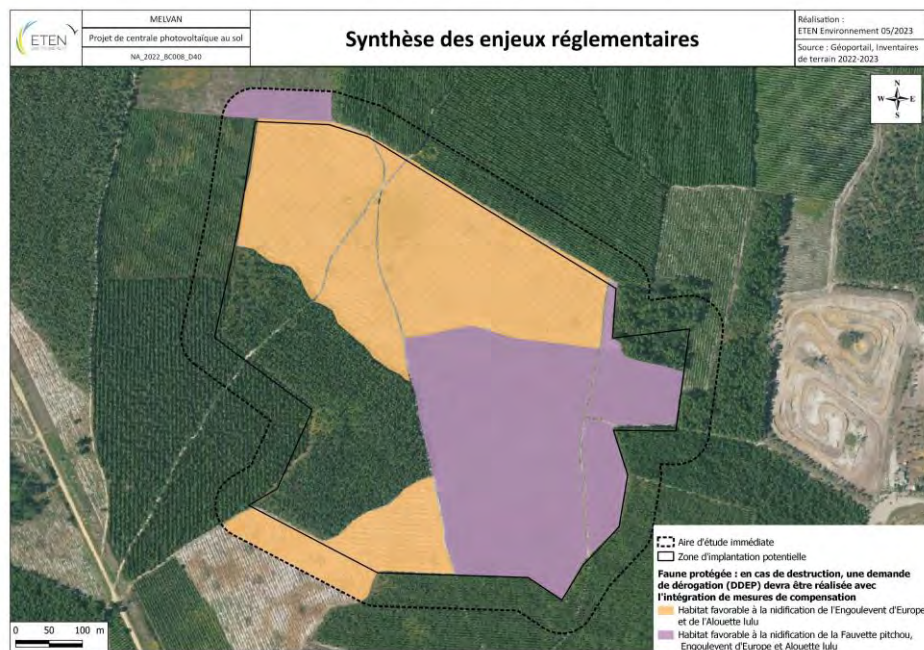 ETEN
MELVAN
Projet de centrale photovoltaïque au sol
NA_2022_BC008_D40
Synthèse des enjeux réglementaires
Réalisation :
ETEN Environnement 05/2023
Source : Géoportail, Inventaires
de terrain 2022-2023
N
W E
S
Aire d'étude immédiate
Zone d'implantation potentielle
Faune protégée : en cas de destruction, une demande
de dérogation (DDEP) devra être réalisée avec
l'intégration de mesures de compensation
Habitat favorable à la nidification de l'Engoulevent d'Europe
et de l'Alouette lulu
Habitat favorable à la nidification de la Fauvette pitchou,
Engoulevent d'Europe et Alouette lulu
0 50 100 m